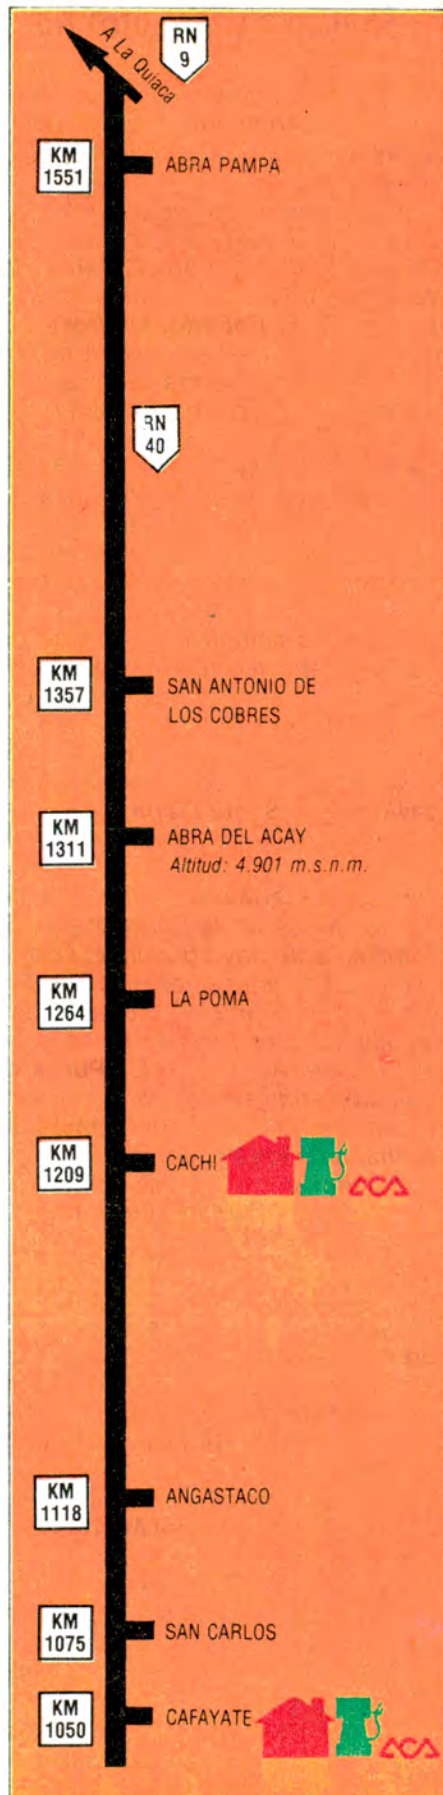 A La Quiaca
RN
9
KM
1551
ABRA PAMPA
RN
40
KM
1357
SAN ANTONIO DE
LOS COBRES
KM
1311
ABRA DEL ACAY
Altitud: 4.901 m.s.n.m.
KM
1264
LA POMA
KM
1209
CACHI
ACA
KM
1118
ANGASTACO
KM
1075
SAN CARLOS
KM
1050
CAFAYATE
ACA